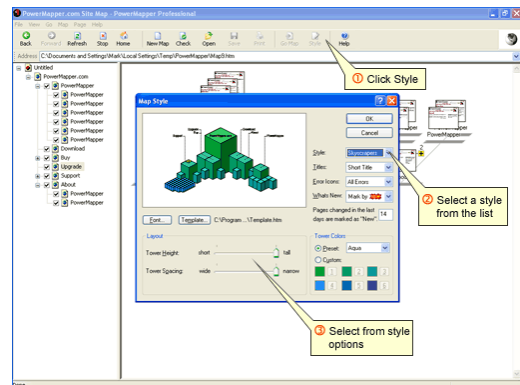 PowerMapper.com Site Map - PowerMapper Professional
File View Go Map Page Help
Back Forward Refresh Stop Home New Map Check Open Save Print Go Map Style Help
Address C:\Documents and Settings\Mark\Local Settings\Temp\PowerMapper\Map5.htm
Untitled
PowerMapper.com
PowerMapper
PowerMapper
PowerMapper
PowerMapper
PowerMapper
Download
Buy
Upgrade
Support
About
PowerMapper
PowerMapper
① Click Style
Map Style
OK
Cancel
Style: Skyscrapers
Titles: Short Title
Error Icons: All Errors
Whats New: Mark by
Pages changed in the last 14
days are marked as "New".
Font... Template... C:\Program...\Template.htm
Layout
Tower Height: short tall
Tower Spacing: wide narrow
Tower Colors
Preset: Aqua
Custom:
1 2 3
4 5 6
PowerMapper
② Select a style
from the list
③ Select from style
options
Done